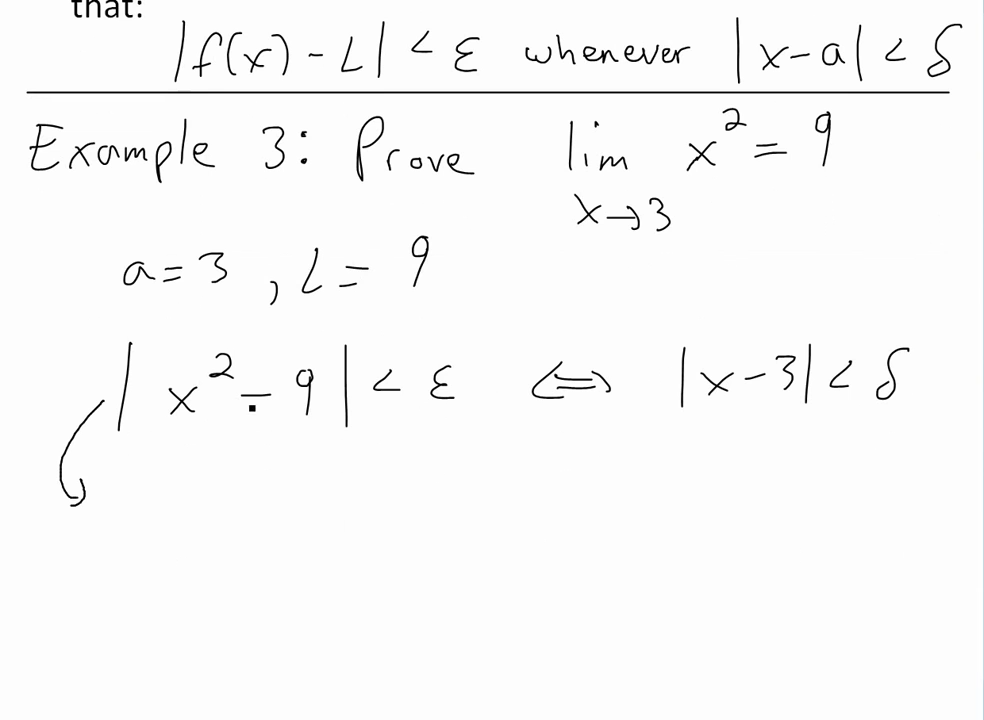 that:
|f(x) - L| < ε whenever |x-a| < δ
Example 3: Prove lim x² = 9
x→3
a = 3 , L = 9
| x² - 9 | < ε ⟺ |x-3| < δ